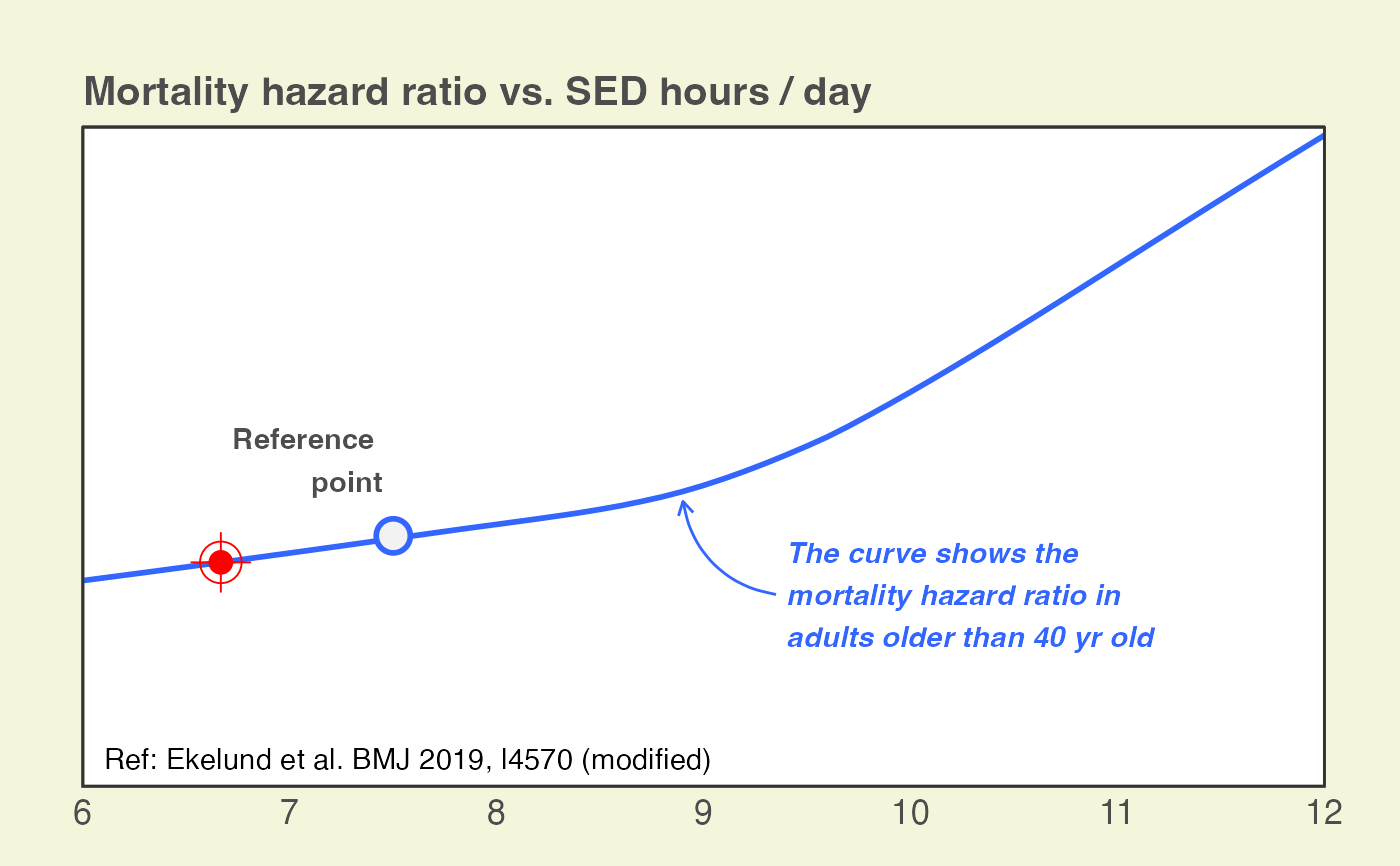 Mortality hazard ratio vs. SED hours / day
Reference
point
The curve shows the
mortality hazard ratio in
adults older than 40 yr old
Ref: Ekelund et al. BMJ 2019, l4570 (modified)
6 7 8 9 10 11 12